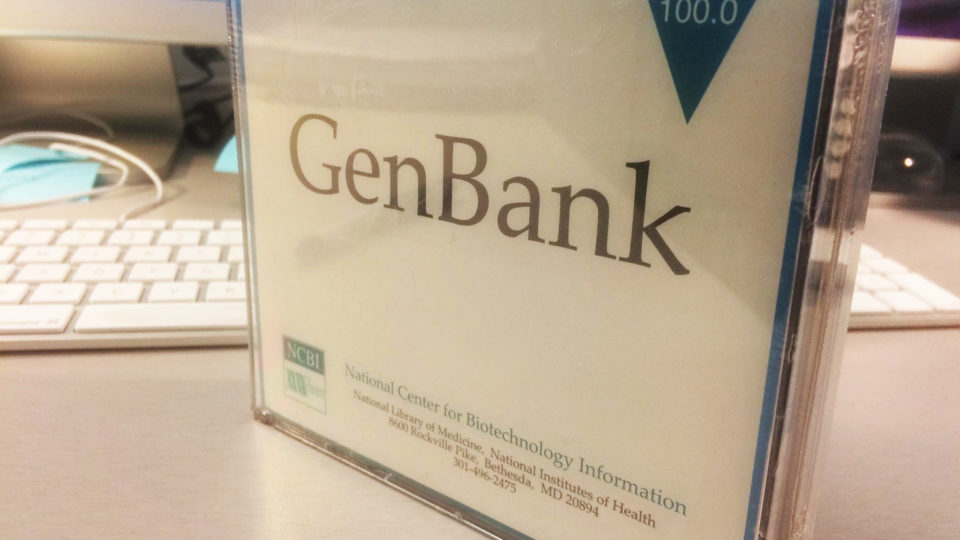 100.0
GenBank
NCBI
National Center for Biotechnology Information
National Library of Medicine, National Institutes of Health
8600 Rockville Pike, Bethesda, MD 20894
301-496-2475